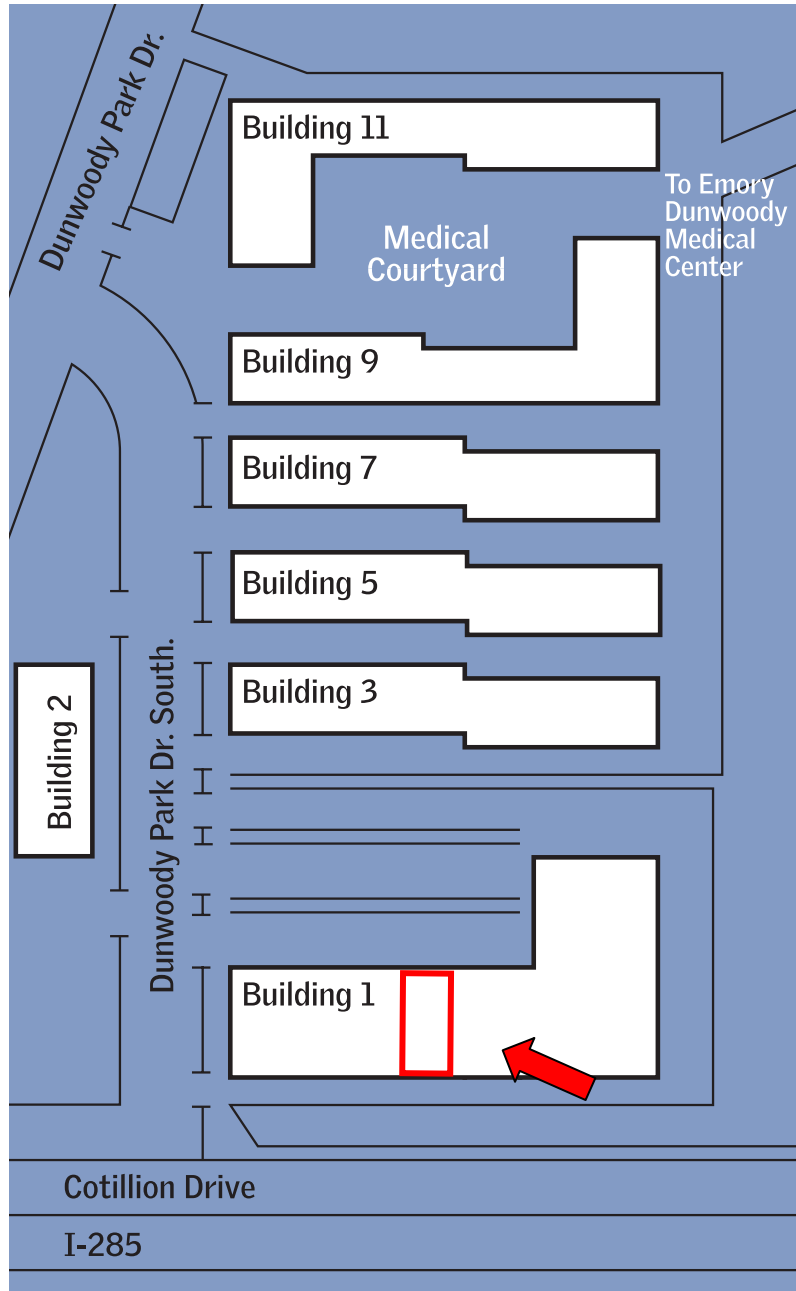 Dunwoody Park Dr.
Building 11
To Emory
Dunwoody
Medical
Center
Medical
Courtyard
Building 9
Building 7
Building 5
Building 3
Building 2
Dunwoody Park Dr. South.
Building 1
Cotillion Drive
I-285